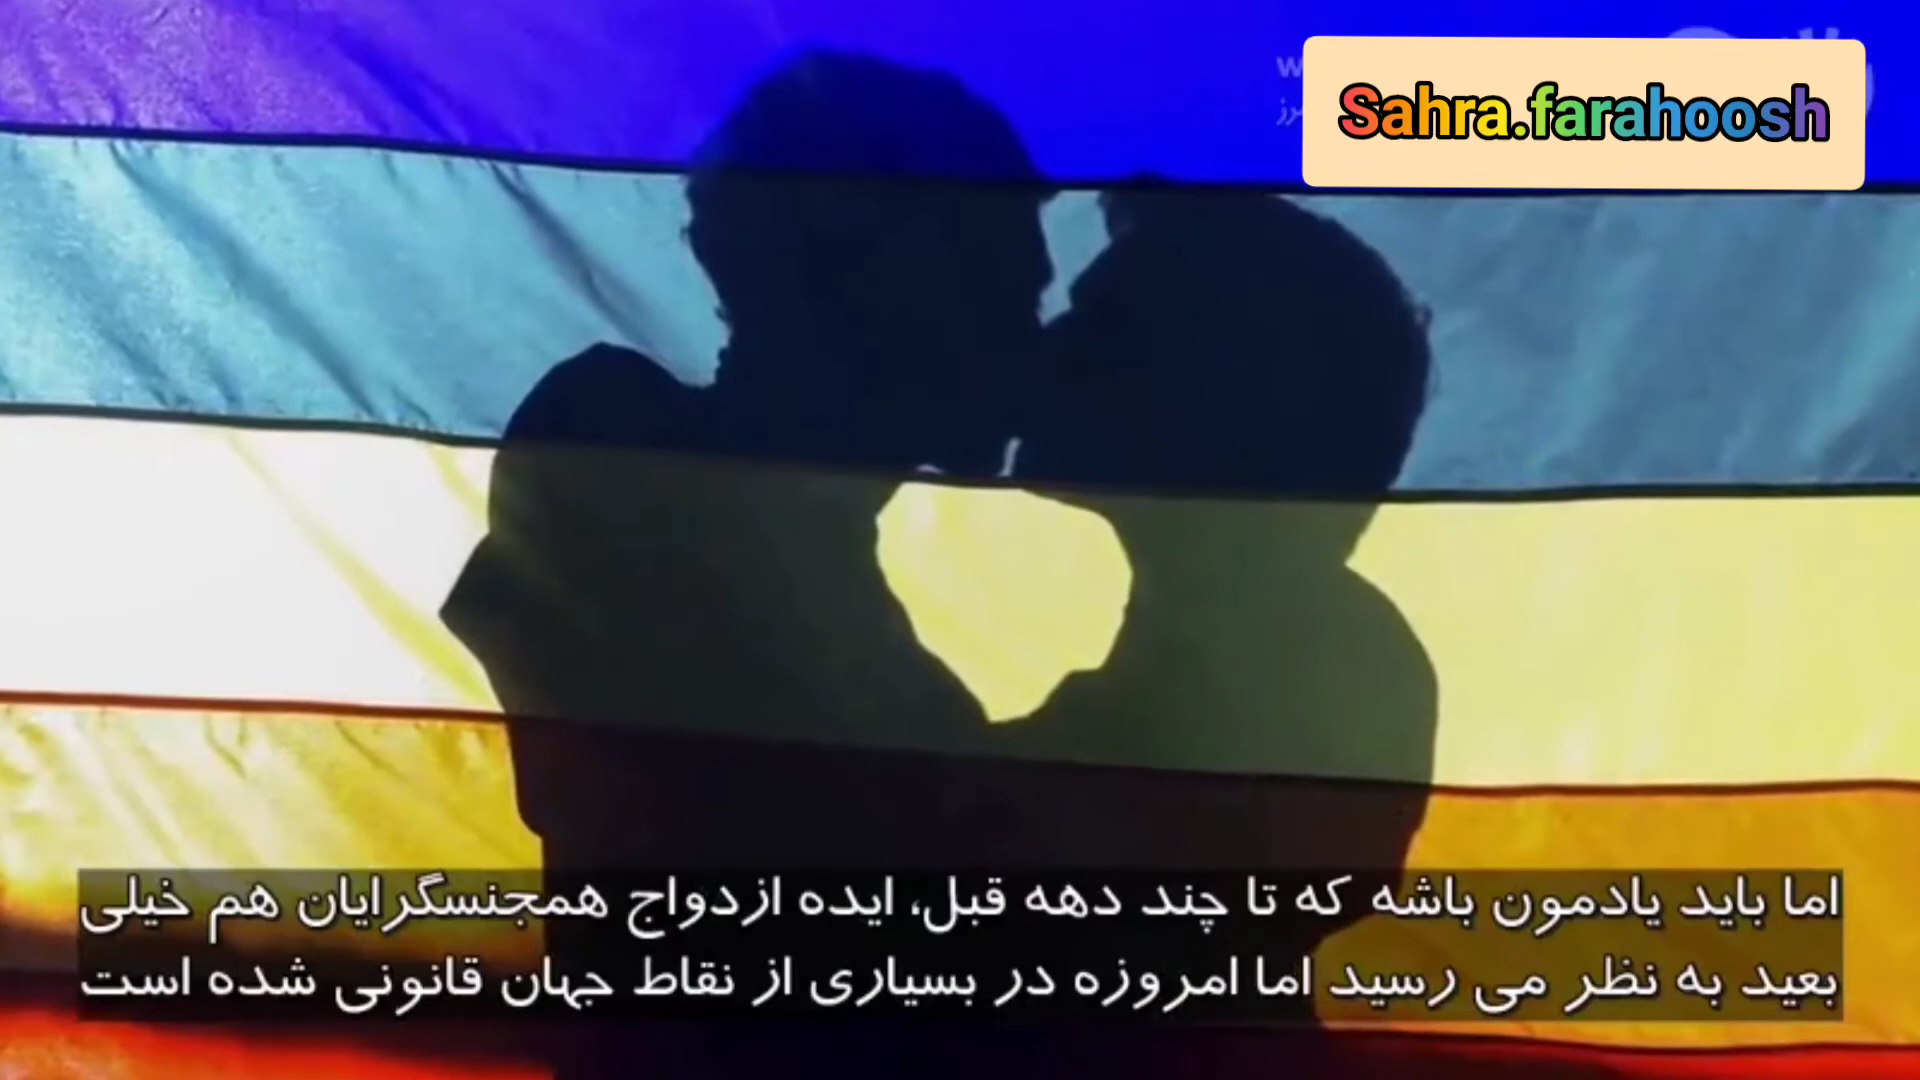 Sahra.farahoosh
اما باید یادمون باشه که تا چند دهه قبل، ایده ازدواج همجنسگرایان هم خیلی
بعید به نظر می رسید اما امروزه در بسیاری از نقاط جهان قانونی شده است